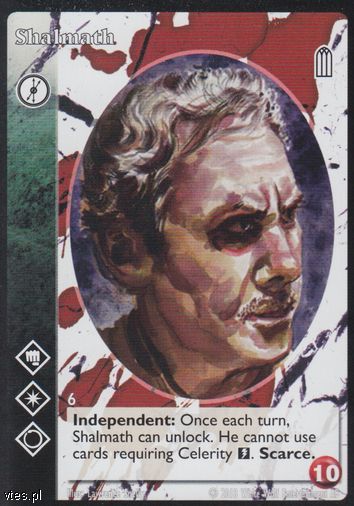 Shalmath
6
Independent: Once each turn,
Shalmath can unlock. He cannot use
cards requiring Celerity . Scarce.
10
vtes.pl